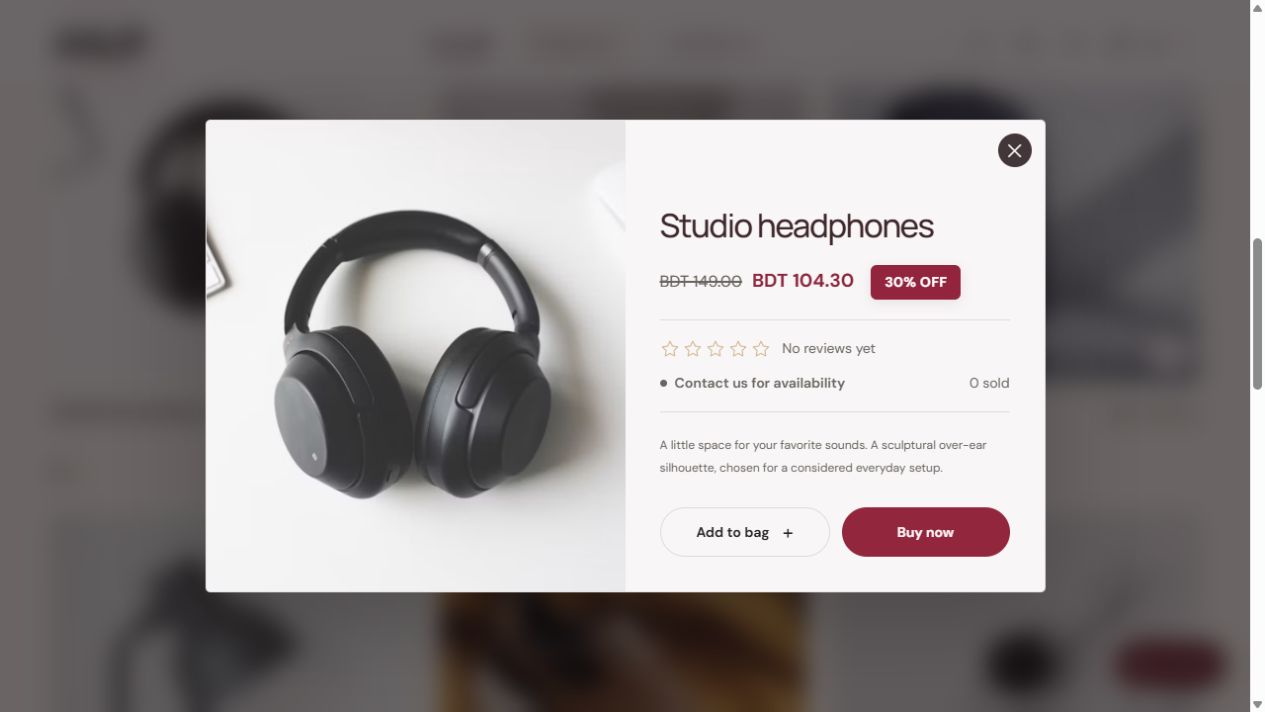 Studio headphones
BDT 149.00 BDT 104.30 30% OFF
No reviews yet
Contact us for availability 0 sold
A little space for your favorite sounds. A sculptural over-ear
silhouette, chosen for a considered everyday setup.
Add to bag +
Buy now